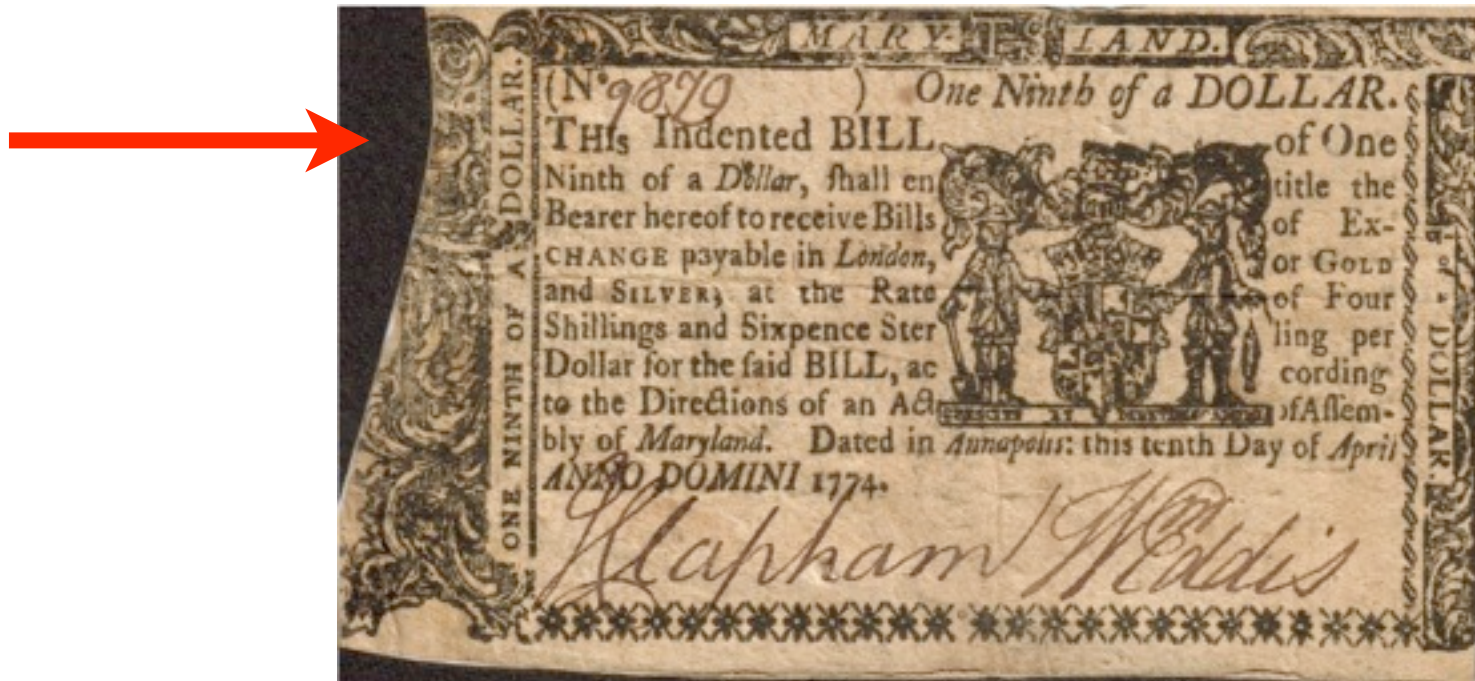 MARY- LAND.
ONE NINTH OF A DOLLAR.
(N° 9879 ) One Ninth of a DOLLAR.
THIs Indented BILL of One
Ninth of a Dollar, ſhall en title the
Bearer hereof to receive Bills of Ex-
CHANGE payable in London, or GOLD
and SILVER, at the Rate of Four
Shillings and Sixpence Ster ling per
Dollar for the ſaid BILL, ac cording
to the Directions of an Act of Aſſem-
bly of Maryland. Dated in Annapolis: this tenth Day of April
ANNO DOMINI 1774.
JClapham Wm Eddis
of a DOLLAR.